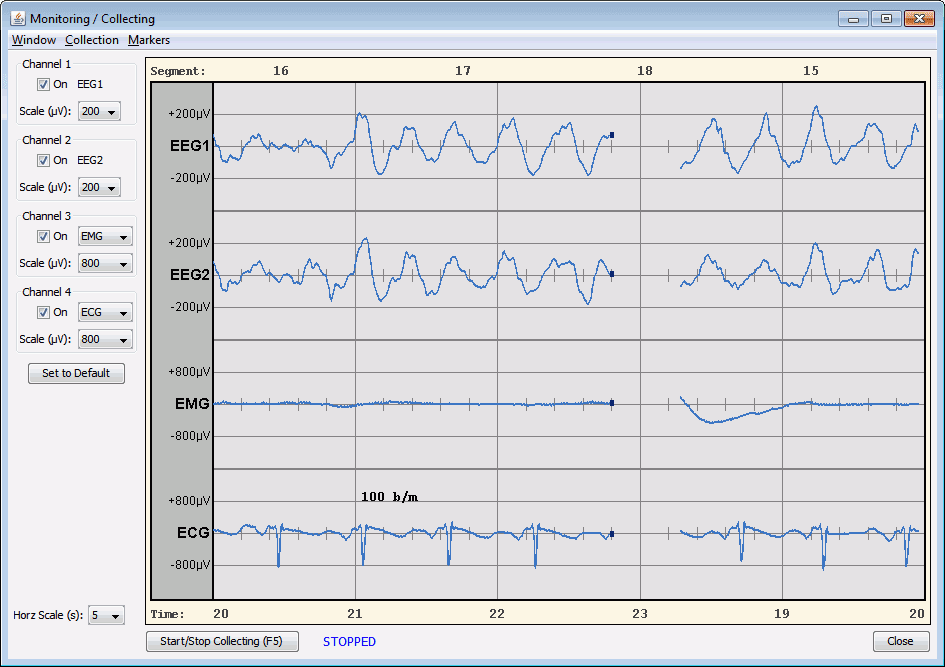 Monitoring / Collecting
Window Collection Markers
Channel 1
On EEG1
Scale (µV): 200
Channel 2
On EEG2
Scale (µV): 200
Channel 3
On EMG
Scale (µV): 800
Channel 4
On ECG
Scale (µV): 800
Set to Default
Horz Scale (s): 5
Segment: 16 17 18 15
+200µV
EEG1
-200µV
+200µV
EEG2
-200µV
+800µV
EMG
-800µV
100 b/m
+800µV
ECG
-800µV
Time: 20 21 22 23 19 20
Start/Stop Collecting (F5) STOPPED Close